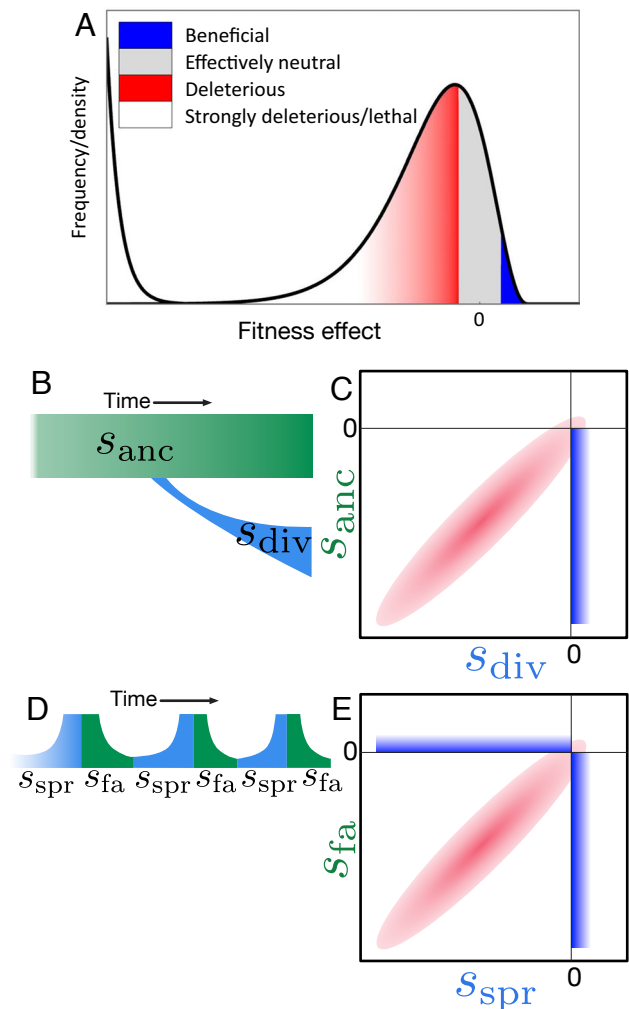 A
Beneficial
Effectively neutral
Deleterious
Strongly deleterious/lethal
Frequency/density
0
Fitness effect
B
Time
s_anc
s_div
C
0
s_anc
s_div
0
D
Time
s_spr s_fa s_spr s_fa s_spr s_fa
E
0
s_fa
0
s_spr